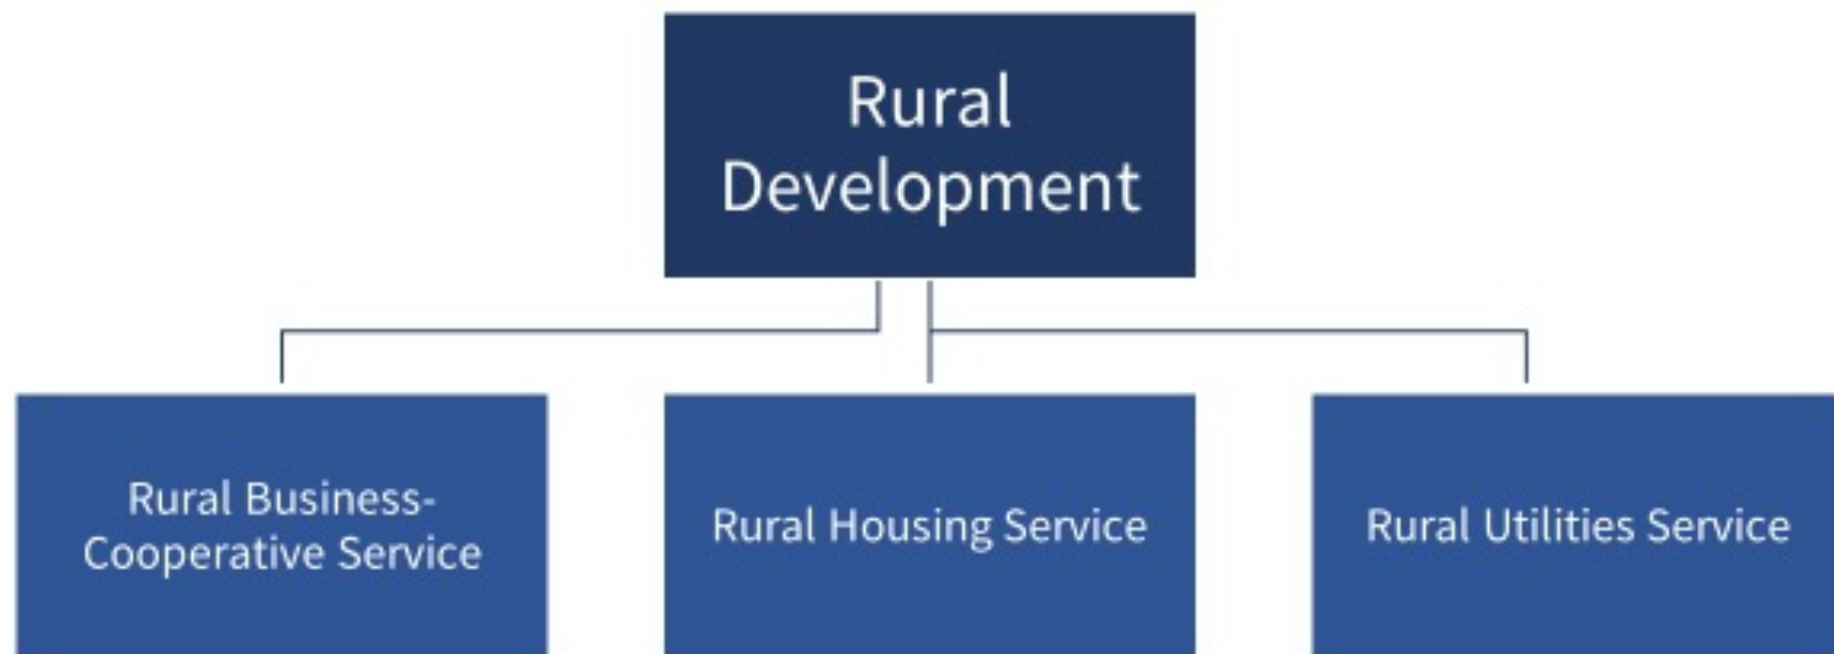 Rural
Development
Rural Business-
Cooperative Service
Rural Housing Service
Rural Utilities Service